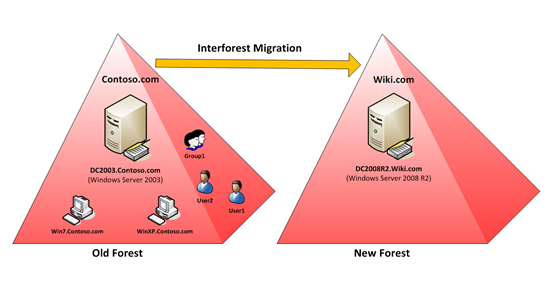 Interforest Migration
Contoso.com
Wiki.com
DC2003.Contoso.com
(Windows Server 2003)
Group1
User2
User1
Win7.Contoso.com
WinXP.Contoso.com
DC2008R2.Wiki.com
(Windows Server 2008 R2)
Old Forest
New Forest